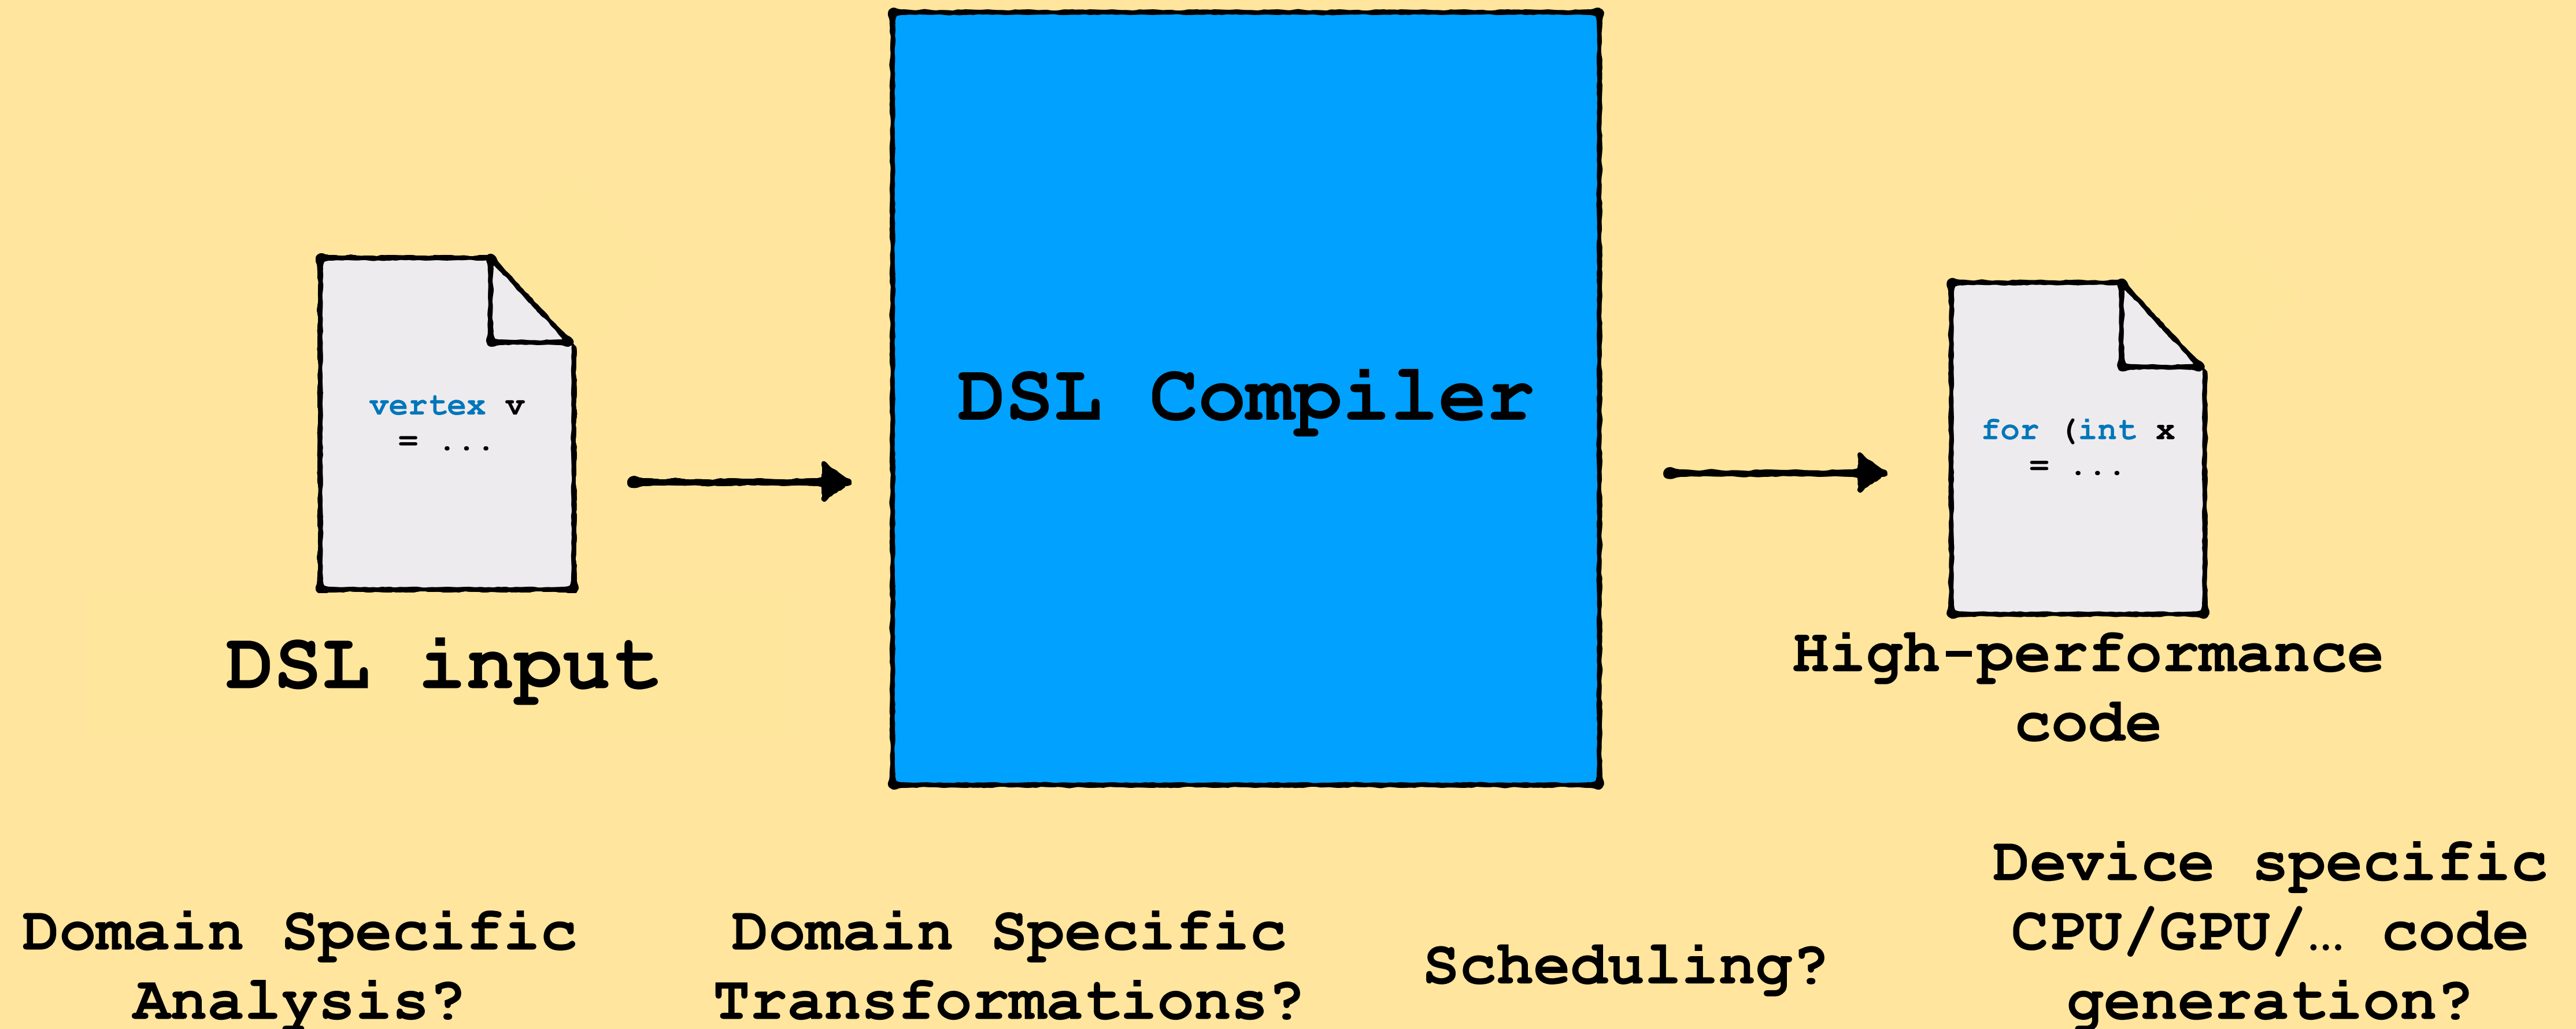 vertex v
= ...
DSL input
DSL Compiler
for (int x
= ...
High-performance
code
Domain Specific
Analysis?
Domain Specific
Transformations?
Scheduling?
Device specific
CPU/GPU/… code
generation?